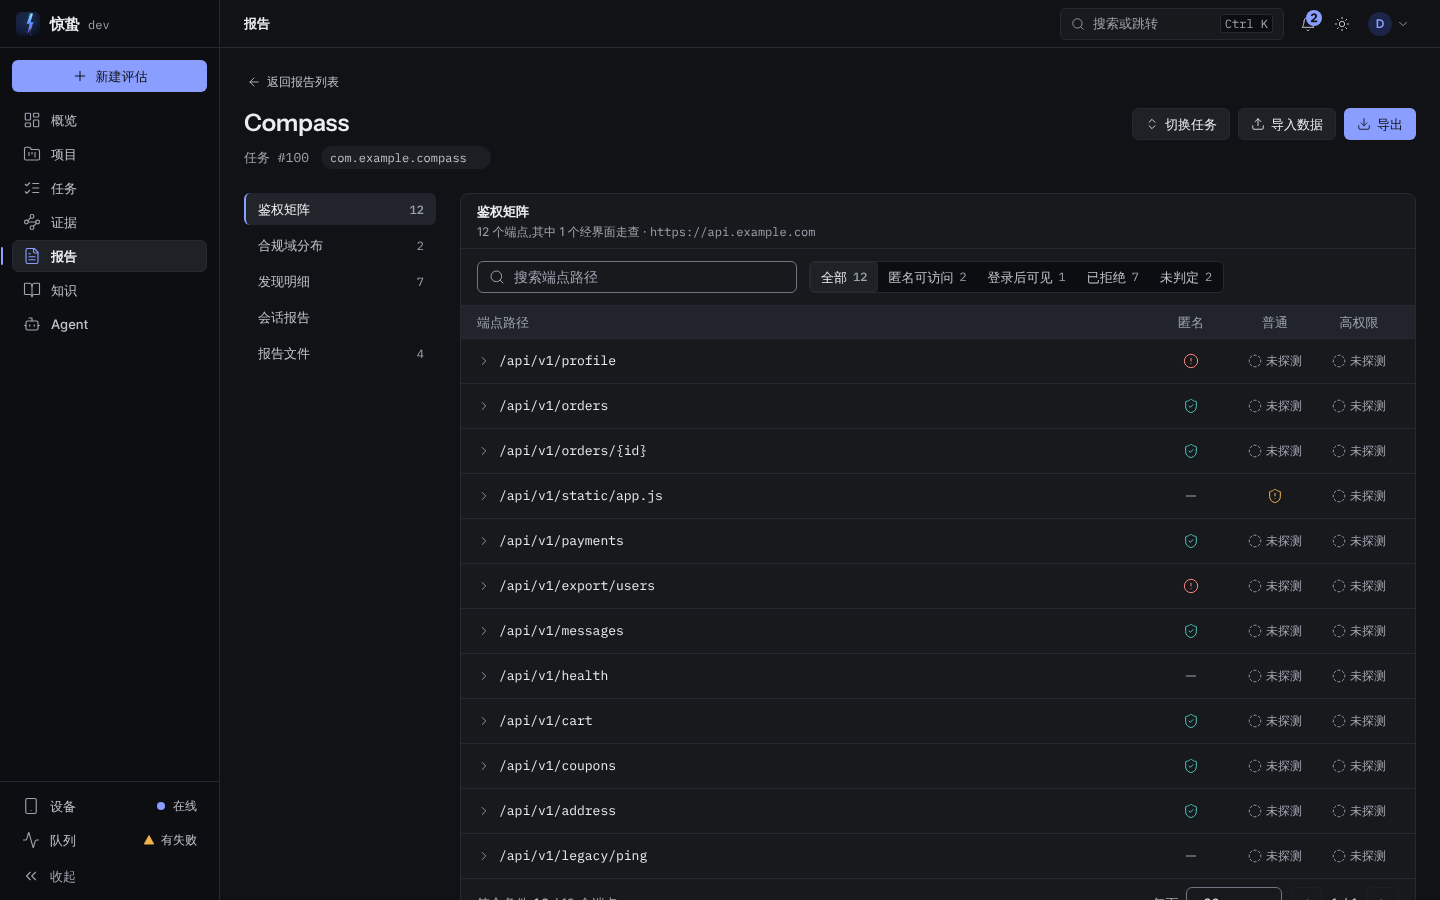 惊蛰 dev
报告
搜索或跳转 Ctrl K
2
D
新建评估
概览
项目
任务
证据
报告
知识
Agent
设备 在线
队列 有失败
收起
返回报告列表
Compass
切换任务 导入数据 导出
任务 #100 com.example.compass
鉴权矩阵 12
合规域分布 2
发现明细 7
会话报告
报告文件 4
鉴权矩阵
12 个端点,其中 1 个经界面走查 · https://api.example.com
搜索端点路径 全部 12 匿名可访问 2 登录后可见 1 已拒绝 7 未判定 2
端点路径 匿名 普通 高权限
/api/v1/profile 未探测 未探测
/api/v1/orders 未探测 未探测
/api/v1/orders/{id} 未探测 未探测
/api/v1/static/app.js — 未探测
/api/v1/payments 未探测 未探测
/api/v1/export/users 未探测 未探测
/api/v1/messages 未探测 未探测
/api/v1/health — 未探测 未探测
/api/v1/cart 未探测 未探测
/api/v1/coupons 未探测 未探测
/api/v1/address 未探测 未探测
/api/v1/legacy/ping — 未探测 未探测